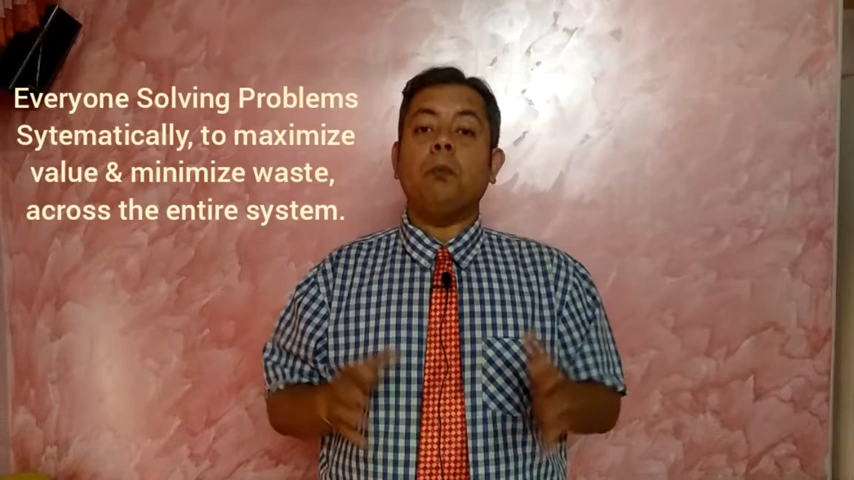 Everyone Solving Problems
Sytematically, to maximize
value & minimize waste,
across the entire system.